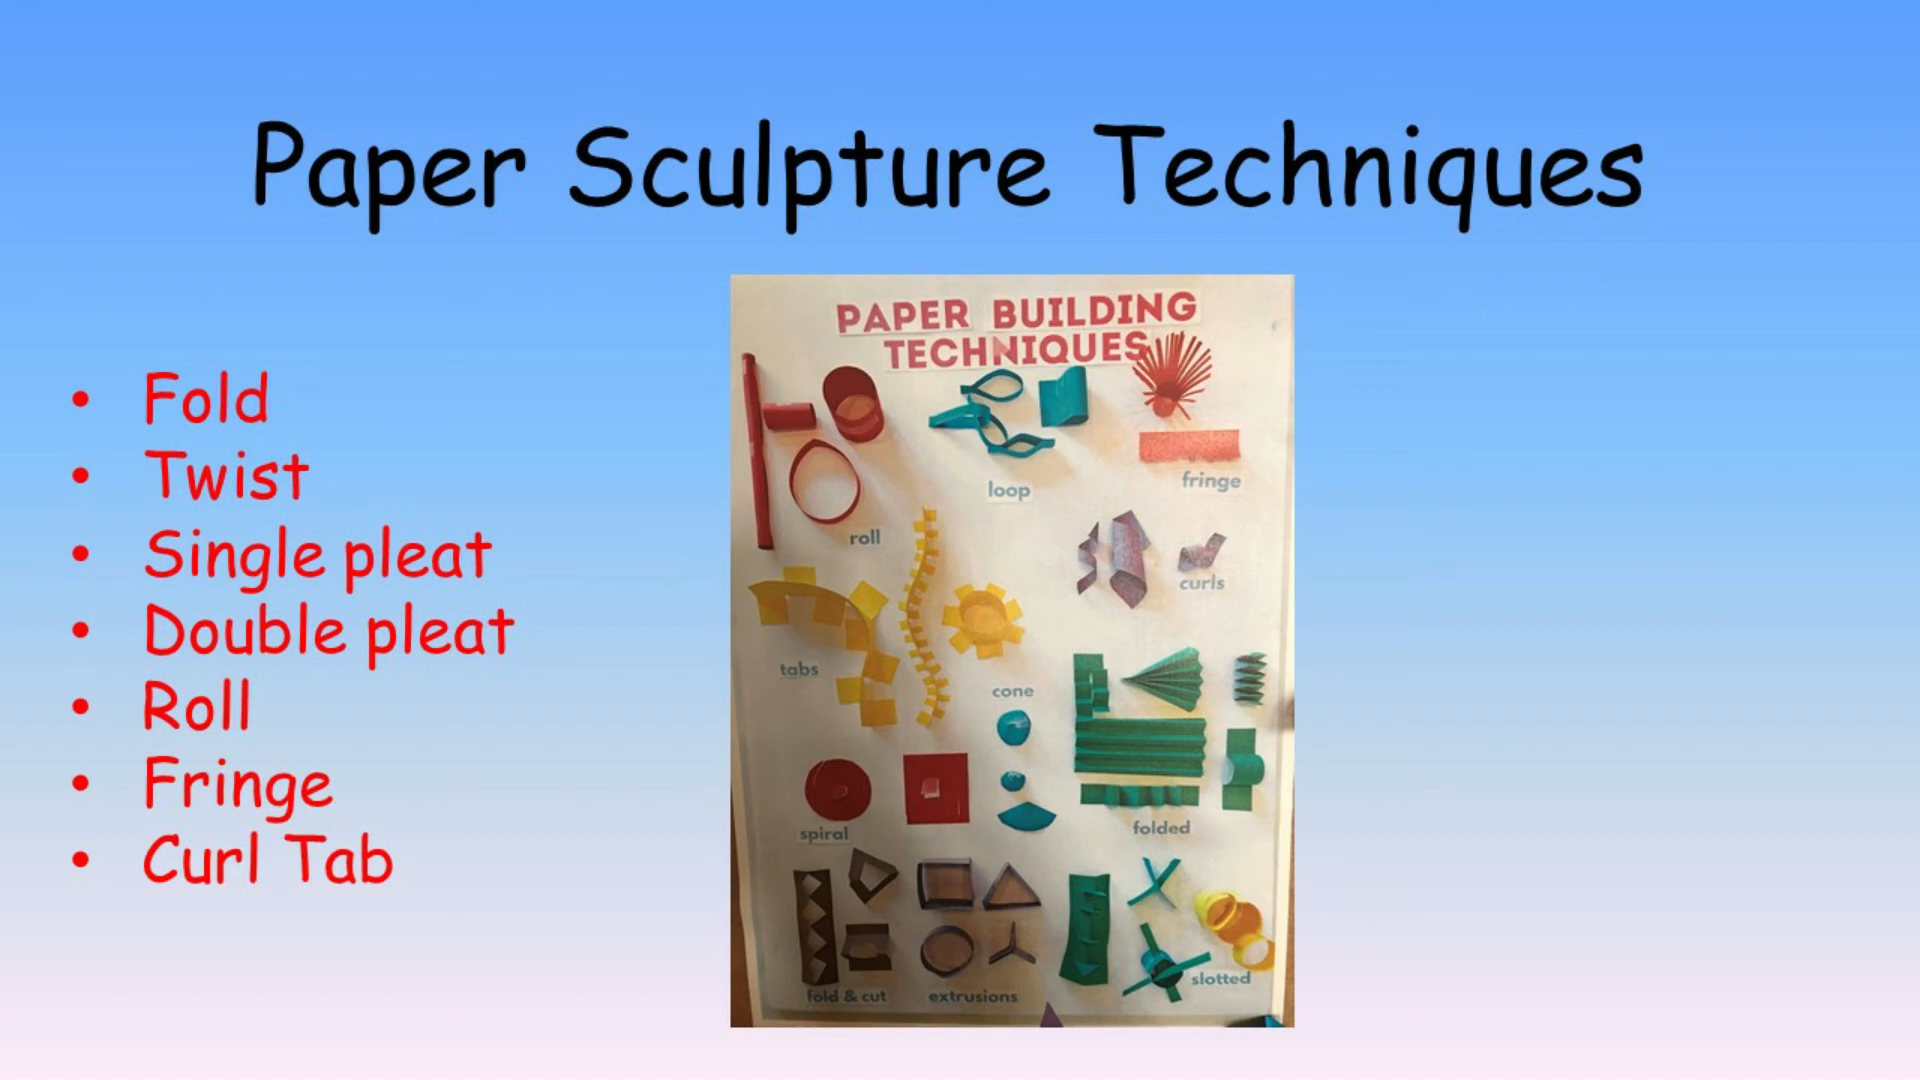 Paper Sculpture Techniques
• Fold
• Twist
• Single pleat
• Double pleat
• Roll
• Fringe
• Curl Tab
PAPER BUILDING
TECHNIQUES
loop
fringe
roll
curls
tabs
cone
spiral
folded
fold & cut
extrusions
slotted